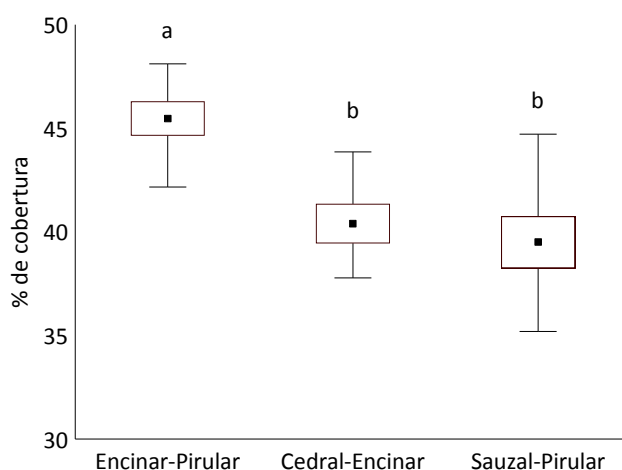 50
a
b
b
45
40
35
30
% de cobertura
Encinar-Pirular
Cedral-Encinar
Sauzal-Pirular